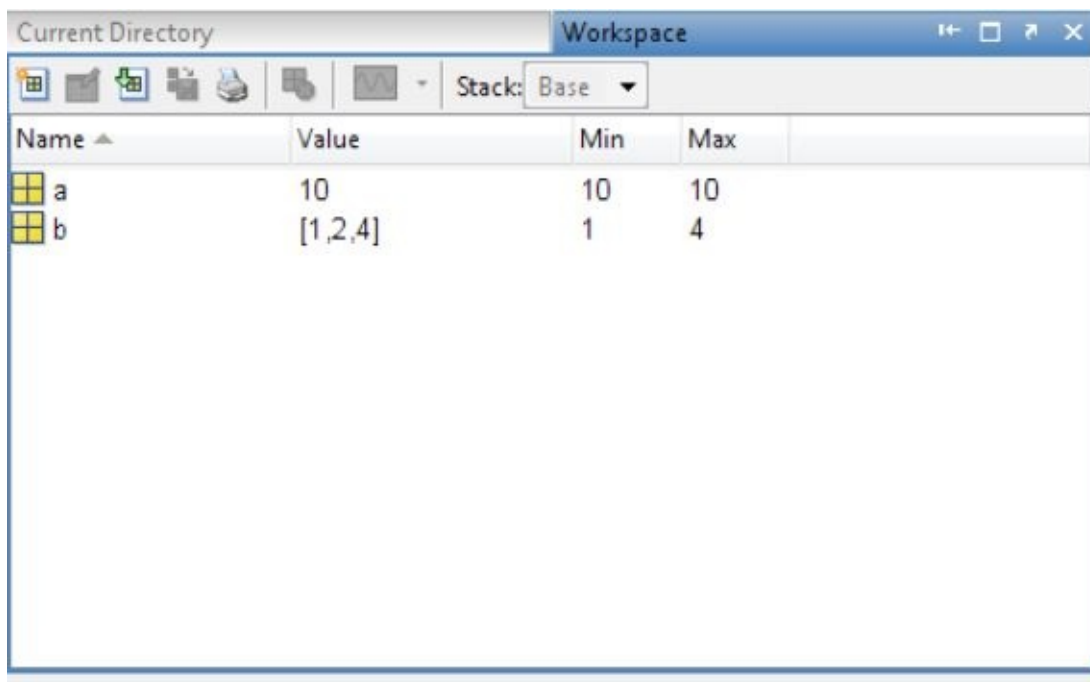 Current Directory Workspace
Stack: Base
Name Value Min Max
a 10 10 10
b [1,2,4] 1 4